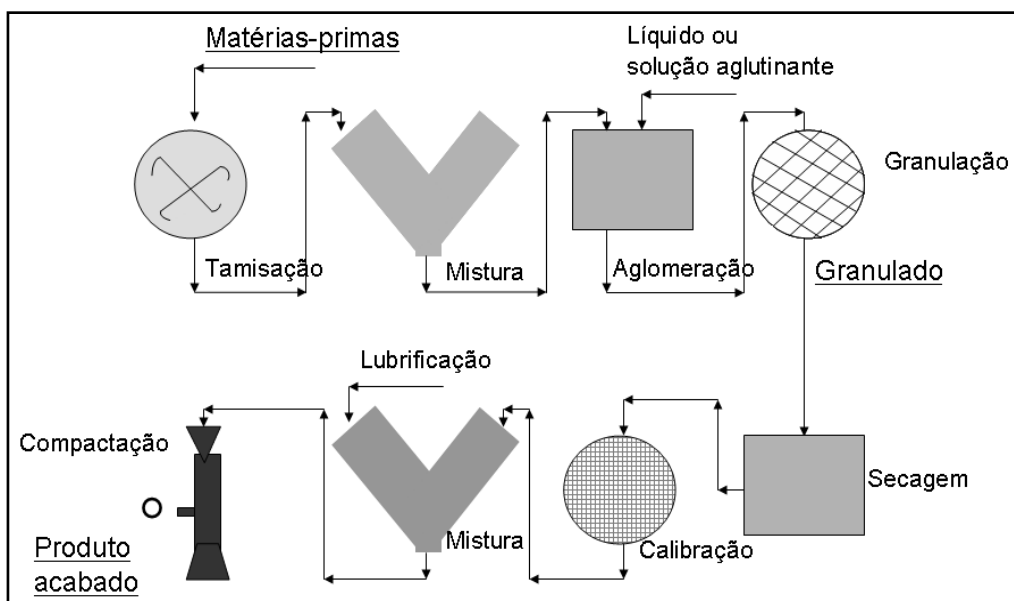 Matérias-primas
Líquido ou
solução aglutinante
Granulação
Tamisação
Mistura
Aglomeração
Granulado
Lubrificação
Compactação
Secagem
Mistura
Calibração
Produto
acabado